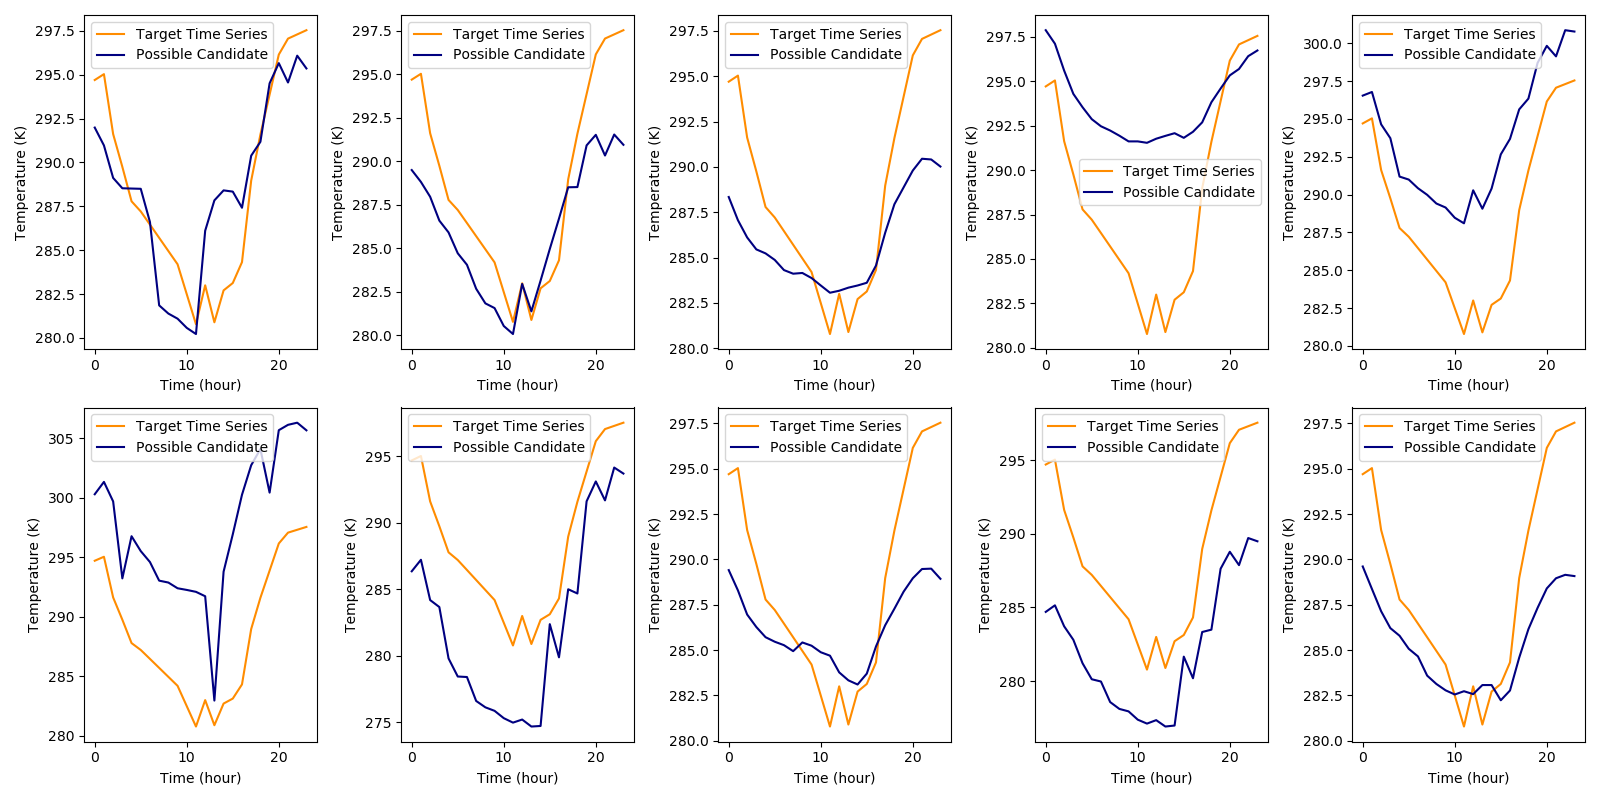 Target Time Series
Possible Candidate
297.5
295.0
292.5
290.0
287.5
285.0
282.5
280.0
Temperature (K)
0
10
20
Time (hour)
Target Time Series
Possible Candidate
297.5
295.0
292.5
290.0
287.5
285.0
282.5
280.0
Temperature (K)
0
10
20
Time (hour)
Target Time Series
Possible Candidate
297.5
295.0
292.5
290.0
287.5
285.0
282.5
280.0
Temperature (K)
0
10
20
Time (hour)
297.5
295.0
292.5
290.0
287.5
285.0
282.5
280.0
Target Time Series
Possible Candidate
Temperature (K)
0
10
20
Time (hour)
Target Time Series
Possible Candidate
300.0
297.5
295.0
292.5
290.0
287.5
285.0
282.5
280.0
Temperature (K)
0
10
20
Time (hour)
Target Time Series
Possible Candidate
305
300
295
290
285
280
Temperature (K)
0
10
20
Time (hour)
Target Time Series
Possible Candidate
295
290
285
280
275
Temperature (K)
0
10
20
Time (hour)
Target Time Series
Possible Candidate
297.5
295.0
292.5
290.0
287.5
285.0
282.5
280.0
Temperature (K)
0
10
20
Time (hour)
Target Time Series
Possible Candidate
295
290
285
280
Temperature (K)
0
10
20
Time (hour)
Target Time Series
Possible Candidate
297.5
295.0
292.5
290.0
287.5
285.0
282.5
280.0
Temperature (K)
0
10
20
Time (hour)